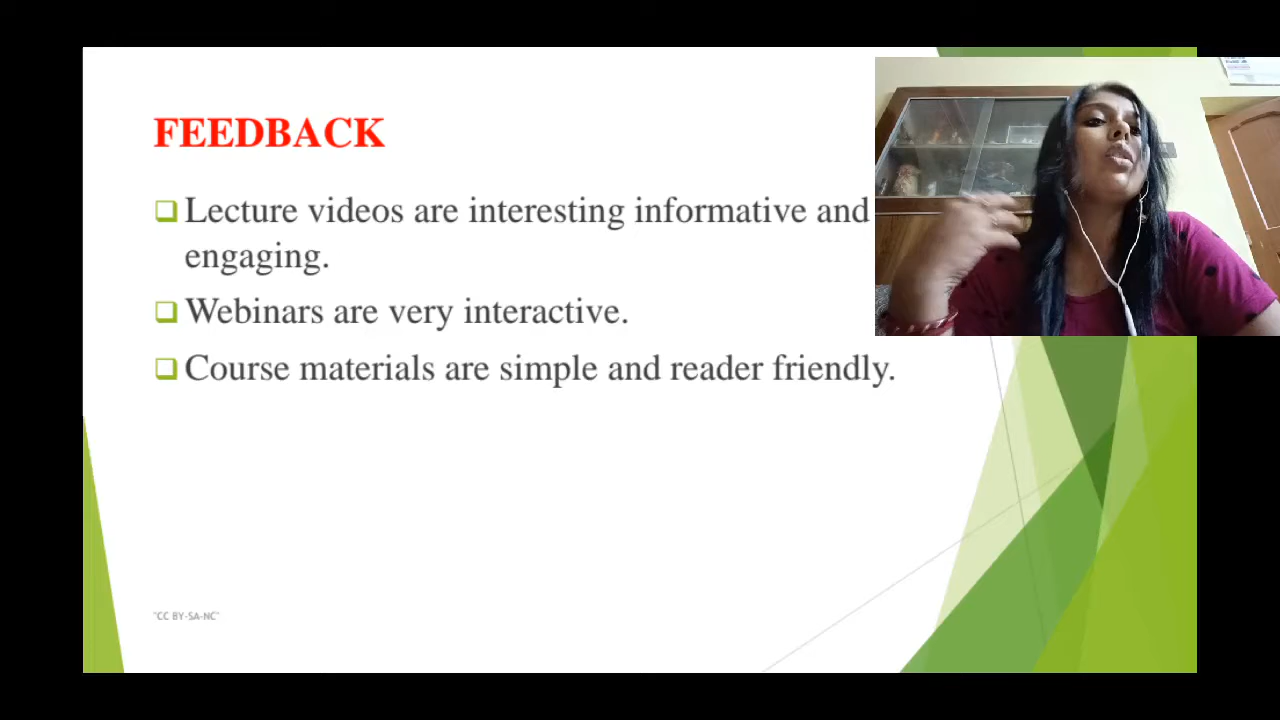 FEEDBACK
Lecture videos are interesting informative and
engaging.
Webinars are very interactive.
Course materials are simple and reader friendly.
"CC BY-SA-NC"